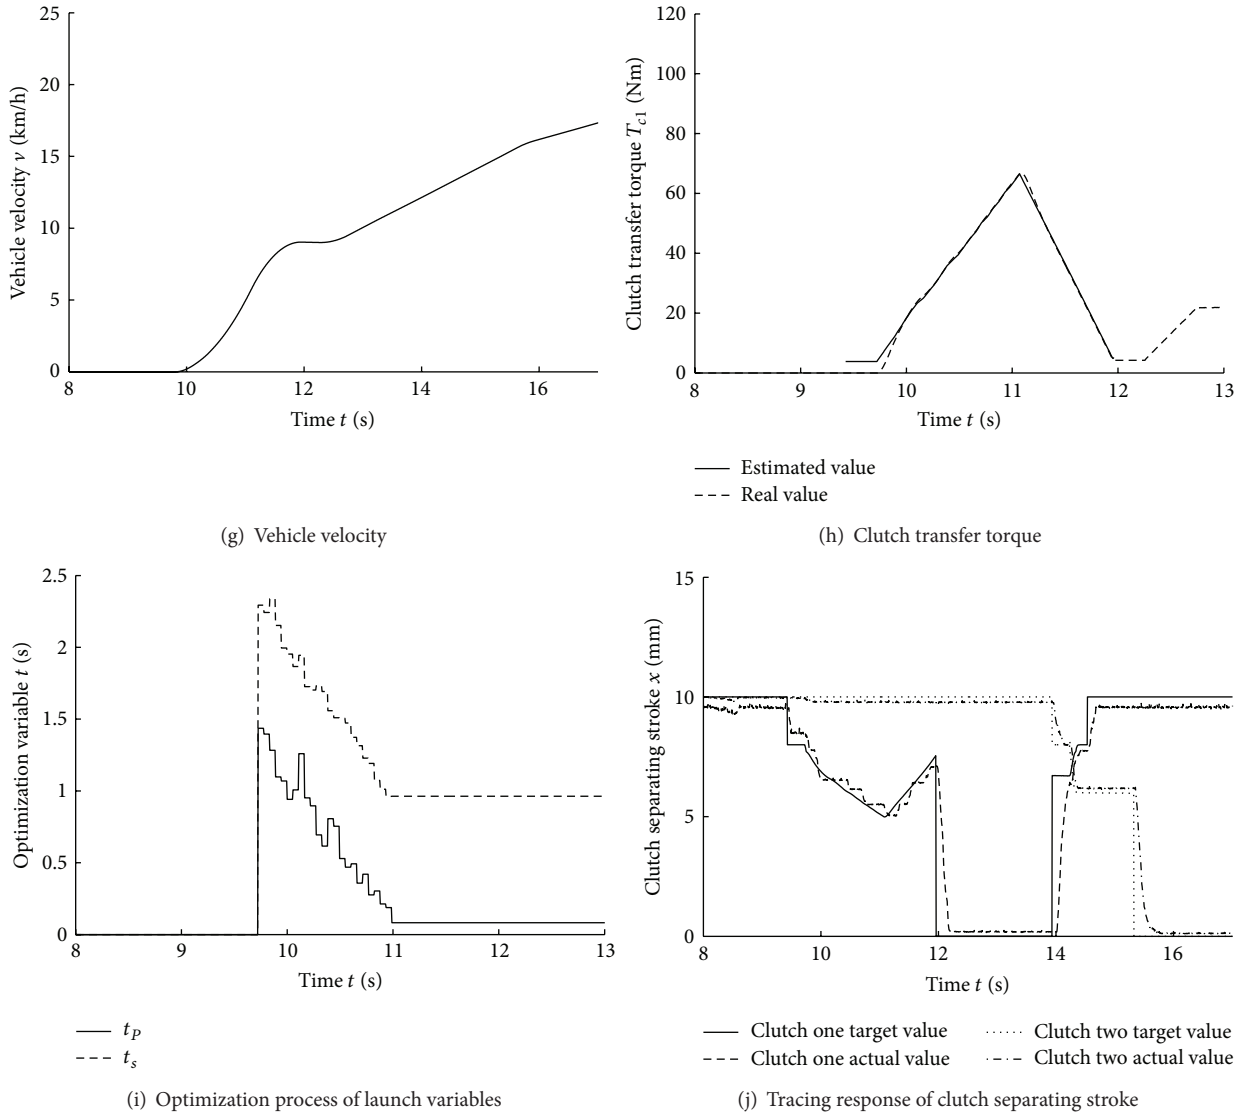 25
20
15
10
5
0
8
10
12
14
16
Vehicle velocity v (km/h)
Time t (s)
(g) Vehicle velocity
120
100
80
60
40
20
0
8
9
10
11
12
13
Clutch transfer torque Tc1 (Nm)
Time t (s)
Estimated value
Real value
(h) Clutch transfer torque
2.5
2
1.5
1
0.5
0
8
9
10
11
12
13
Optimization variable t (s)
Time t (s)
tP
ts
(i) Optimization process of launch variables
15
10
5
0
8
10
12
14
16
Clutch separating stroke x (mm)
Time t (s)
Clutch one target value
Clutch one actual value
Clutch two target value
Clutch two actual value
(j) Tracing response of clutch separating stroke